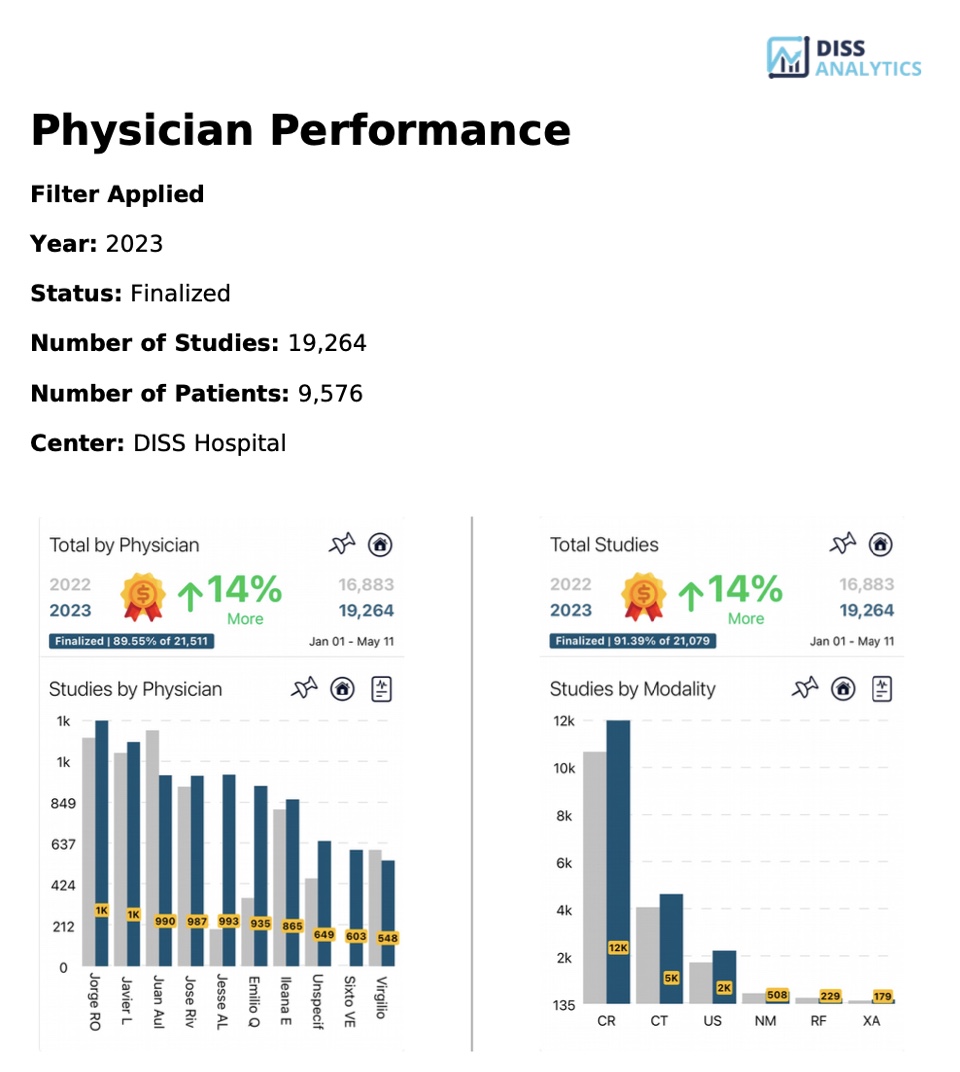 DISS
ANALYTICS
Physician Performance
Filter Applied
Year: 2023
Status: Finalized
Number of Studies: 19,264
Number of Patients: 9,576
Center: DISS Hospital
Total by Physician
2022
2023
$
14%
More
16,883
19,264
Finalized | 89.55% of 21,511
Jan 01 - May 11
Studies by Physician
1k
1k
849
637
424
212
0
1K
1K
990
987
993
935
865
649
603
548
Jorge RO
Javier L
Juan Aul
Jose Riv
Jesse AL
Emilio Q
Ileana E
Unspecif
Sixto VE
Virgilio
Total Studies
2022
2023
$
14%
More
16,883
19,264
Finalized | 91.39% of 21,079
Jan 01 - May 11
Studies by Modality
12k
10k
8k
6k
4k
2k
135
12K
5K
2K
508
229
179
CR
CT
US
NM
RF
XA